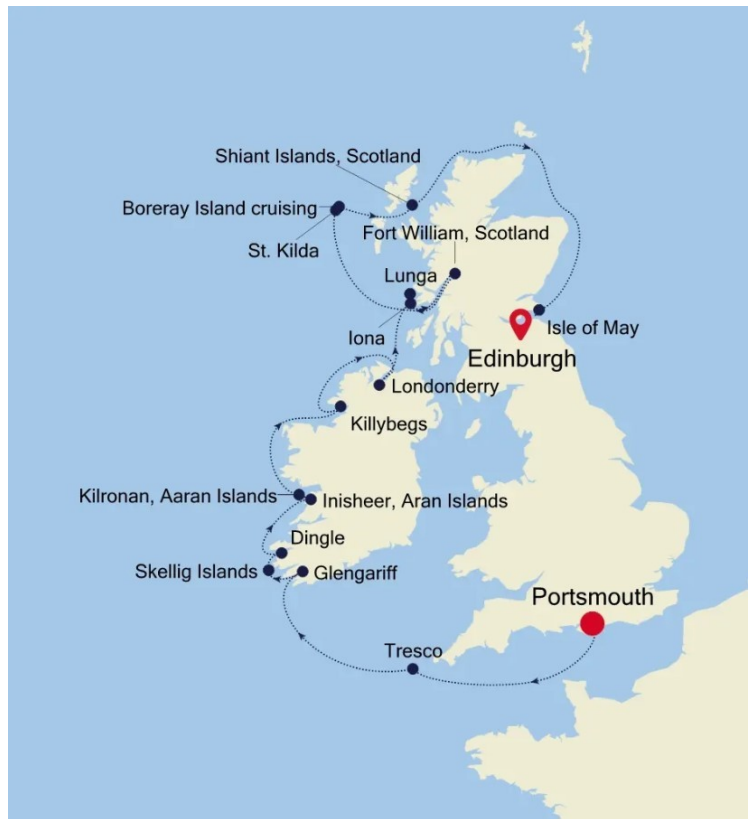 Shiant Islands, Scotland
Boreray Island cruising
Fort William, Scotland
St. Kilda
Lunga
Iona
Isle of May
Edinburgh
Londonderry
Killybegs
Kilronan, Aaran Islands
Inisheer, Aran Islands
Dingle
Skellig Islands
Glengariff
Portsmouth
Tresco